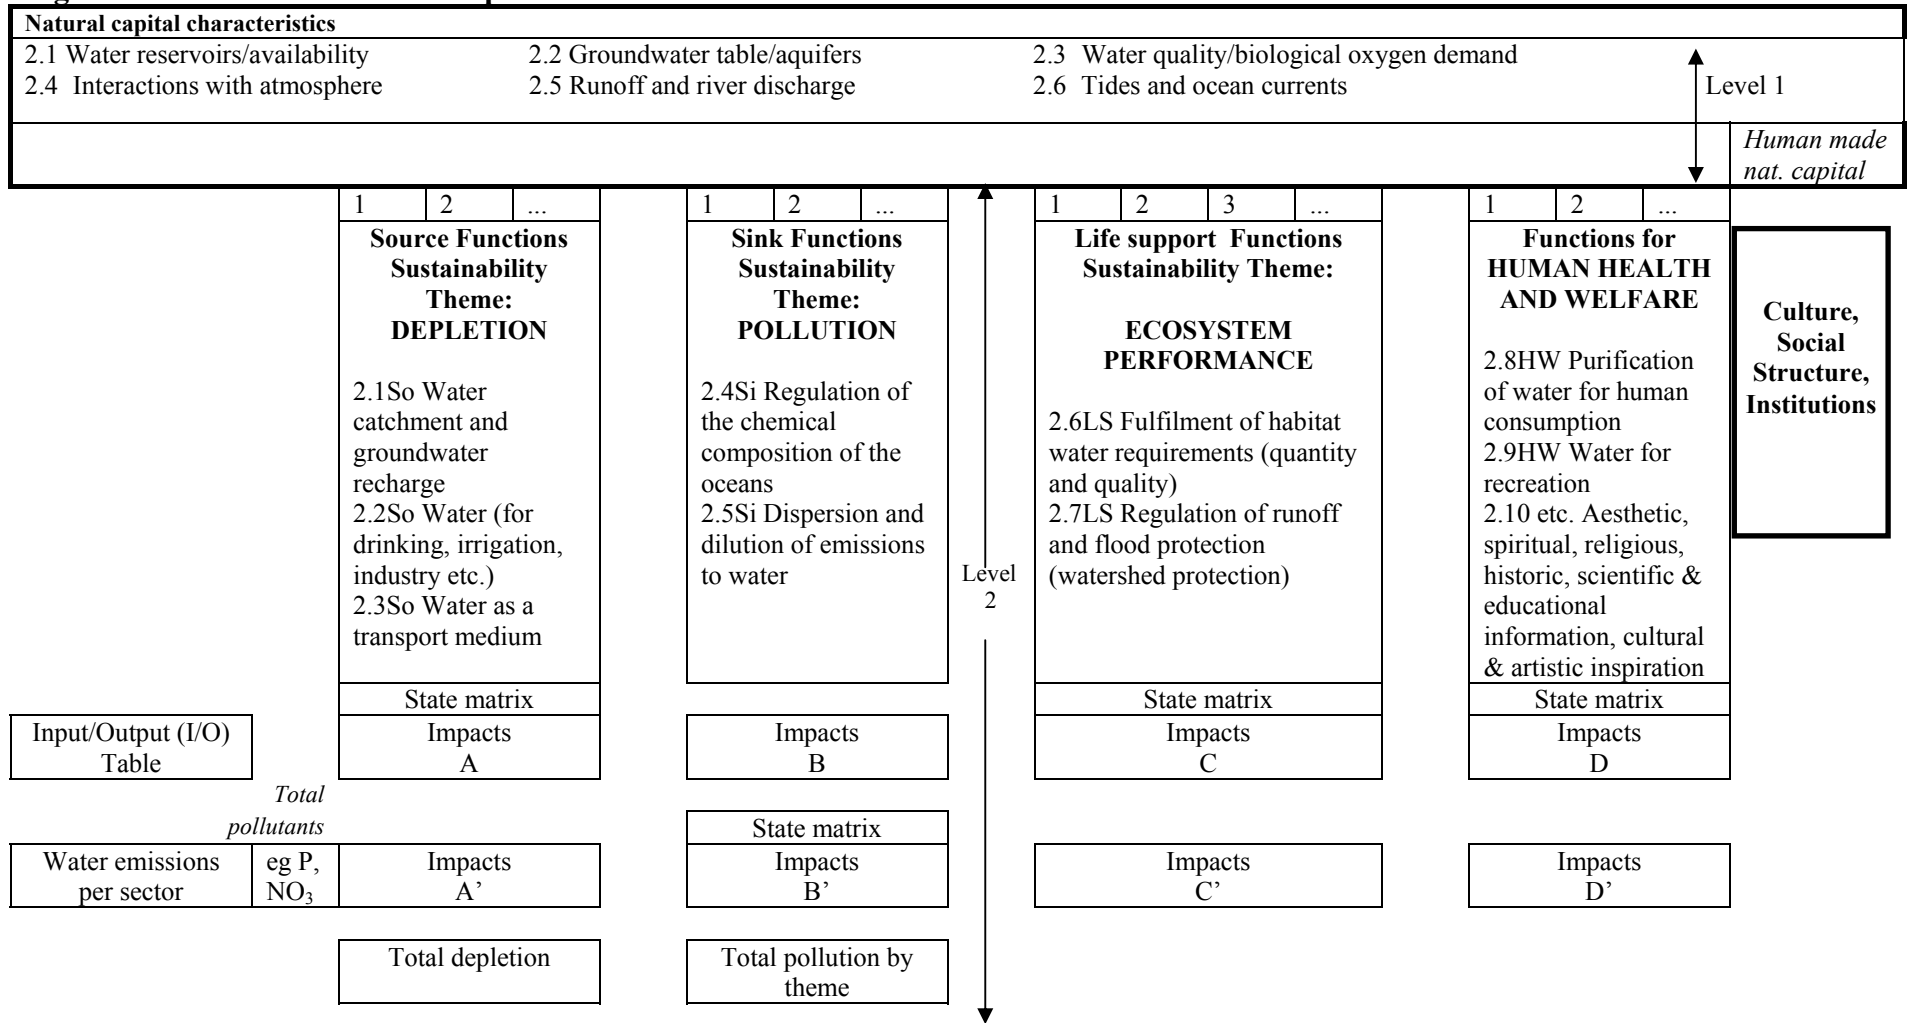 Natural capital characteristics
2.1 Water reservoirs/availability 2.2 Groundwater table/aquifers 2.3 Water quality/biological oxygen demand
2.4 Interactions with atmosphere 2.5 Runoff and river discharge 2.6 Tides and ocean currents
Level 1
Human made
nat. capital
1 2 ...
Source Functions
Sustainability
Theme:
DEPLETION
2.1So Water
catchment and
groundwater
recharge
2.2So Water (for
drinking, irrigation,
industry etc.)
2.3So Water as a
transport medium
State matrix
1 2 ...
Sink Functions
Sustainability
Theme:
POLLUTION
2.4Si Regulation of
the chemical
composition of the
oceans
2.5Si Dispersion and
dilution of emissions
to water
Level
2
1 2 3 ...
Life support Functions
Sustainability Theme:
ECOSYSTEM
PERFORMANCE
2.6LS Fulfilment of habitat
water requirements (quantity
and quality)
2.7LS Regulation of runoff
and flood protection
(watershed protection)
State matrix
1 2 ...
Functions for
HUMAN HEALTH
AND WELFARE
2.8HW Purification
of water for human
consumption
2.9HW Water for
recreation
2.10 etc. Aesthetic,
spiritual, religious,
historic, scientific &
educational
information, cultural
& artistic inspiration
State matrix
Culture,
Social
Structure,
Institutions
Input/Output (I/O)
Table
Impacts
A
Impacts
B
Impacts
C
Impacts
D
Total
pollutants
State matrix
Water emissions
per sector
eg P,
NO3
Impacts
A’
Impacts
B’
Impacts
C’
Impacts
D’
Total depletion
Total pollution by
theme